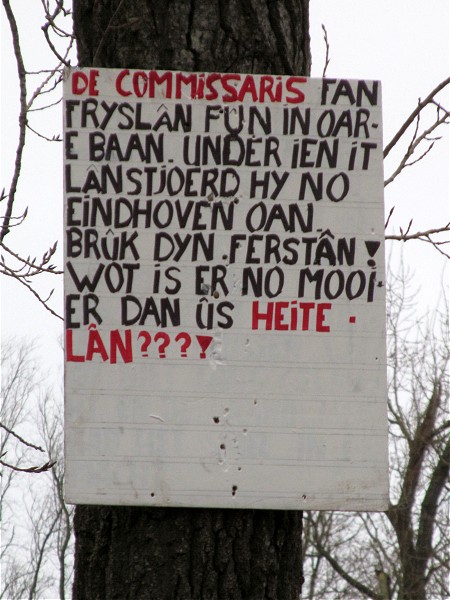 DE COMMISSARIS FAN
FRYSLÂN FÛN IN OAR-
E BAAN. UNDER IEN IT
LÂNSTJOERD HY NO
EINDHOVEN OAN.
BRÛK DYN FERSTÂN!
WOT IS ER NO MOOI-
ER DAN ÛS HEITE-
LÂN????!